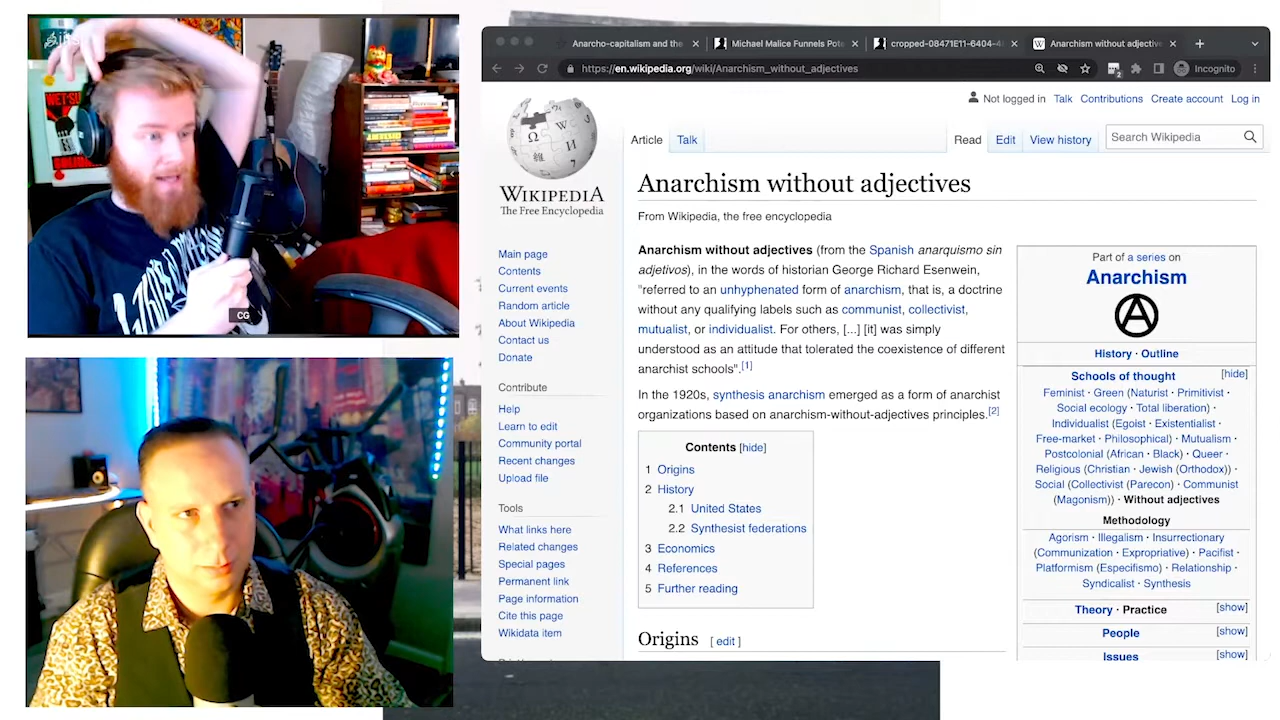 jitsi
WET-SU
CG
Anarcho-capitalism and the
Michael Malice Funnels Pote
cropped-08471E11-6404-4
Anarchism without adjective
https://en.wikipedia.org/wiki/Anarchism_without_adjectives
2
Incognito
Not logged in Talk Contributions Create account Log in
Article Talk Read Edit View history
Search Wikipedia
WIKIPEDIA
The Free Encyclopedia
Main page
Contents
Current events
Random article
About Wikipedia
Contact us
Donate
Contribute
Help
Learn to edit
Community portal
Recent changes
Upload file
Tools
What links here
Related changes
Special pages
Permanent link
Page information
Cite this page
Wikidata item
Anarchism without adjectives
From Wikipedia, the free encyclopedia
Anarchism without adjectives (from the Spanish anarquismo sin
adjetivos), in the words of historian George Richard Esenwein,
"referred to an unhyphenated form of anarchism, that is, a doctrine
without any qualifying labels such as communist, collectivist,
mutualist, or individualist. For others, [...] [it] was simply
understood as an attitude that tolerated the coexistence of different
anarchist schools".[1]
In the 1920s, synthesis anarchism emerged as a form of anarchist
organizations based on anarchism-without-adjectives principles.[2]
Contents [hide]
1 Origins
2 History
2.1 United States
2.2 Synthesist federations
3 Economics
4 References
5 Further reading
Origins [ edit ]
Part of a series on
Anarchism
History · Outline
Schools of thought [hide]
Feminist · Green (Naturist · Primitivist ·
Social ecology · Total liberation) ·
Individualist (Egoist · Existentialist ·
Free-market · Philosophical) · Mutualism ·
Postcolonial (African · Black) · Queer ·
Religious (Christian · Jewish (Orthodox)) ·
Social (Collectivist (Parecon) · Communist
(Magonism)) · Without adjectives
Methodology
Agorism · Illegalism · Insurrectionary
(Communization · Expropriative) · Pacifist ·
Platformism (Especifismo) · Relationship ·
Syndicalist · Synthesis
Theory · Practice [show]
People [show]
Issues [show]